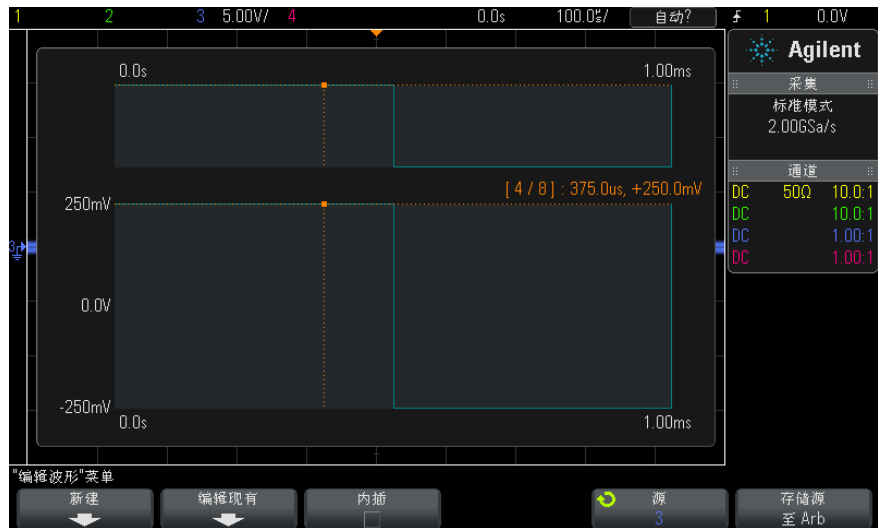 1 2 3 5.00V/ 4 0.0s 100.0us/ 自动? 1 0.0V
Agilent
采集
标准模式
2.00GSa/s
通道
DC 50Ω 10.0:1
DC 10.0:1
DC 1.00:1
DC 1.00:1
0.0s 1.00ms
[ 4 / 8 ] : 375.0us, +250.0mV
250mV
3
0.0V
-250mV
0.0s 1.00ms
"编辑波形"菜单
新建 编辑现有 内插 源 存储源
3 至 Arb